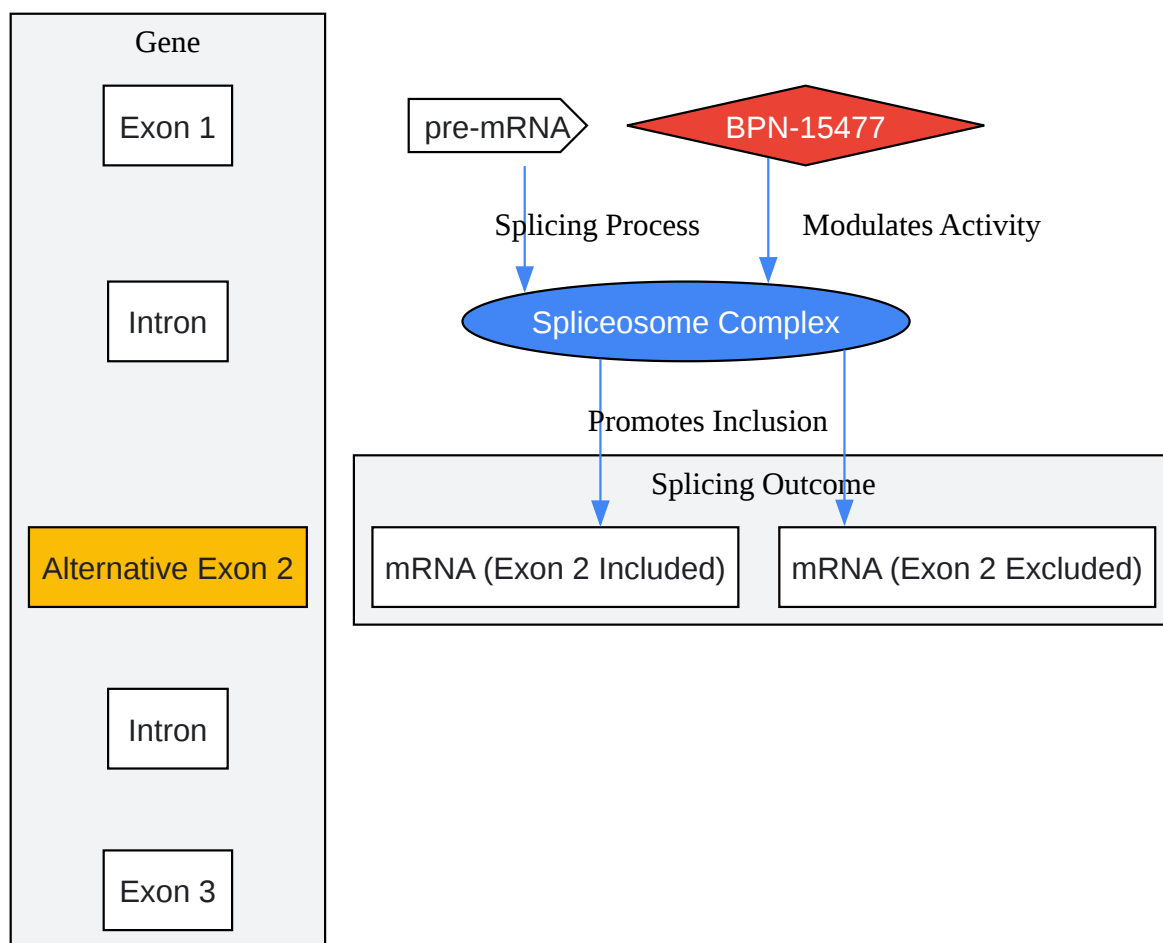 Gene
Exon 1
Intron
Alternative Exon 2
Intron
Exon 3
pre-mRNA
BPN-15477
Splicing Process
Modulates Activity
Spliceosome Complex
Promotes Inclusion
Splicing Outcome
mRNA (Exon 2 Included)
mRNA (Exon 2 Excluded)